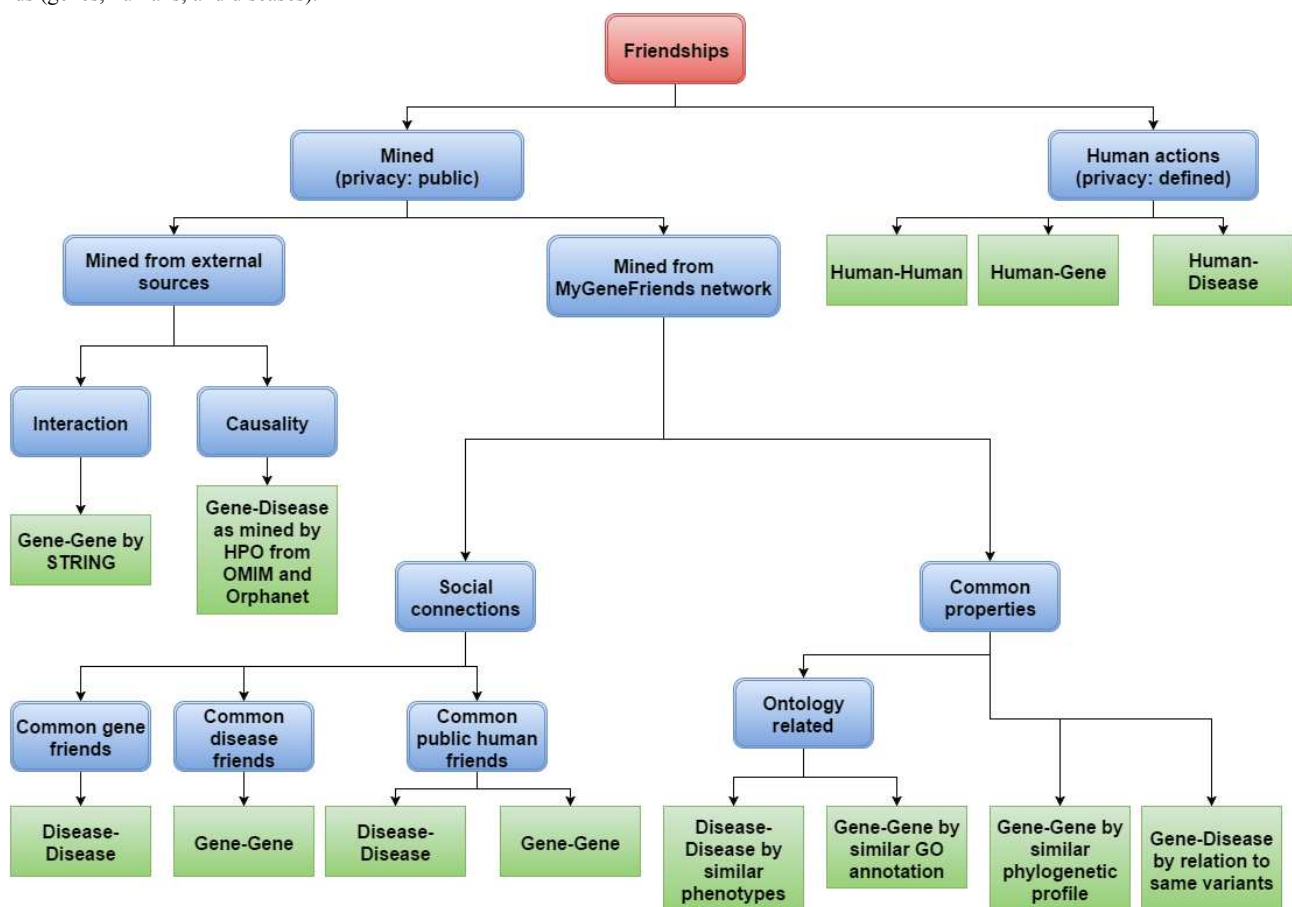 (genes, humans, and diseases).
Friendships
Mined
(privacy: public)
Human actions
(privacy: defined)
Mined from external
sources
Mined from
MyGeneFriends network
Human-Human
Human-Gene
Human-
Disease
Interaction
Causality
Gene-Gene by
STRING
Gene-Disease
as mined by
HPO from
OMIM and
Orphanet
Social
connections
Common
properties
Common gene
friends
Common
disease
friends
Common
public human
friends
Ontology
related
Disease-
Disease
Gene-Gene
Disease-
Disease
Gene-Gene
Disease-
Disease by
similar
phenotypes
Gene-Gene by
similar GO
annotation
Gene-Gene by
similar
phylogenetic
profile
Gene-Disease
by relation to
same variants